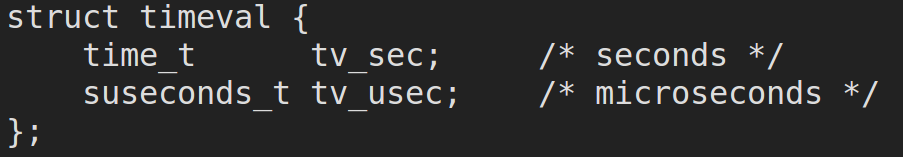 struct timeval {
    time_t      tv_sec;     /* seconds */
    suseconds_t tv_usec;    /* microseconds */
};